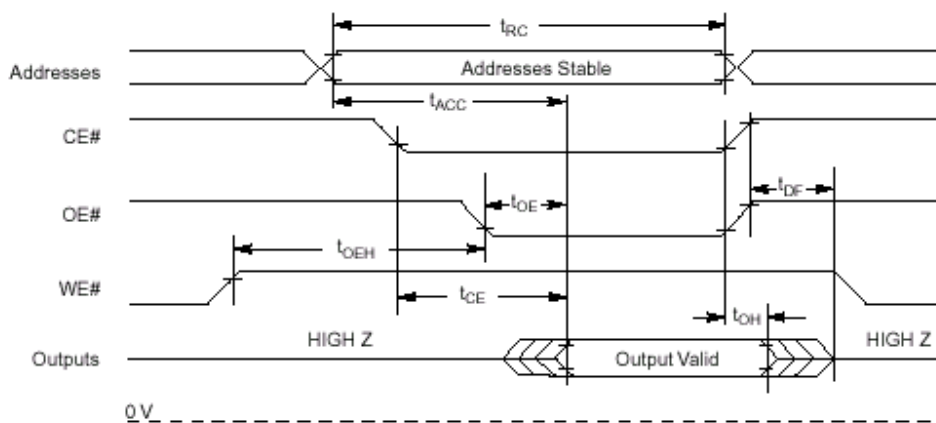 tRC
Addresses
Addresses Stable
tACC
CE#
tDF
OE#
tOE
tOEH
WE#
tCE
tOH
HIGH Z
HIGH Z
Outputs
Output Valid
0 V